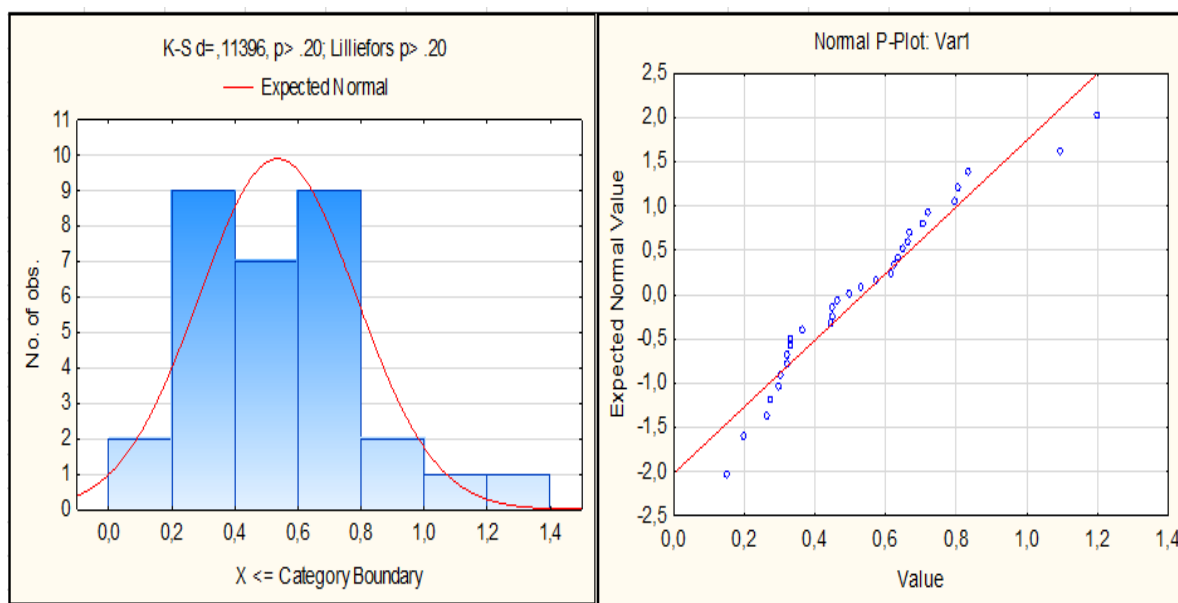 K-S d=,11396, p> .20; Lilliefors p> .20
Expected Normal
No. of obs.
11
10
9
8
7
6
5
4
3
2
1
0
0,0 0,2 0,4 0,6 0,8 1,0 1,2 1,4
X <= Category Boundary
Normal P-Plot: Var1
Expected Normal Value
2,5
2,0
1,5
1,0
0,5
0,0
-0,5
-1,0
-1,5
-2,0
-2,5
0,0 0,2 0,4 0,6 0,8 1,0 1,2 1,4
Value